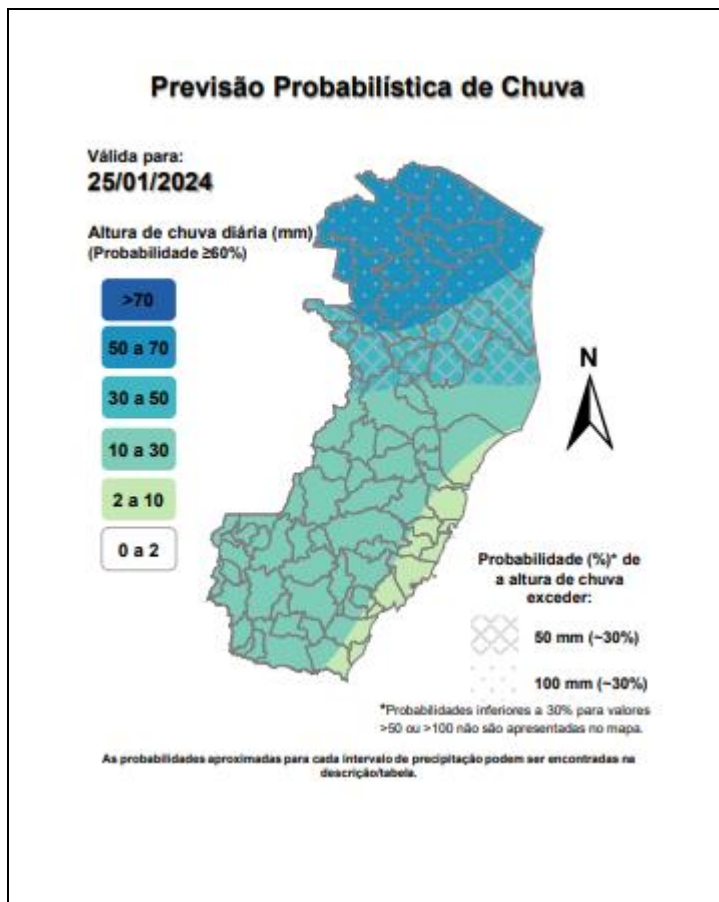 Previsão Probabilística de Chuva
Válida para:
25/01/2024
Altura de chuva diária (mm)
(Probabilidade ≥60%)
>70
50 a 70
30 a 50
10 a 30
2 a 10
0 a 2
N
Probabilidade (%)* de
a altura de chuva
exceder:
50 mm (~30%)
100 mm (~30%)
*Probabilidades inferiores a 30% para valores
>50 ou >100 não são apresentadas no mapa.
As probabilidades aproximadas para cada intervalo de precipitação podem ser encontradas na
descrição/tabela.